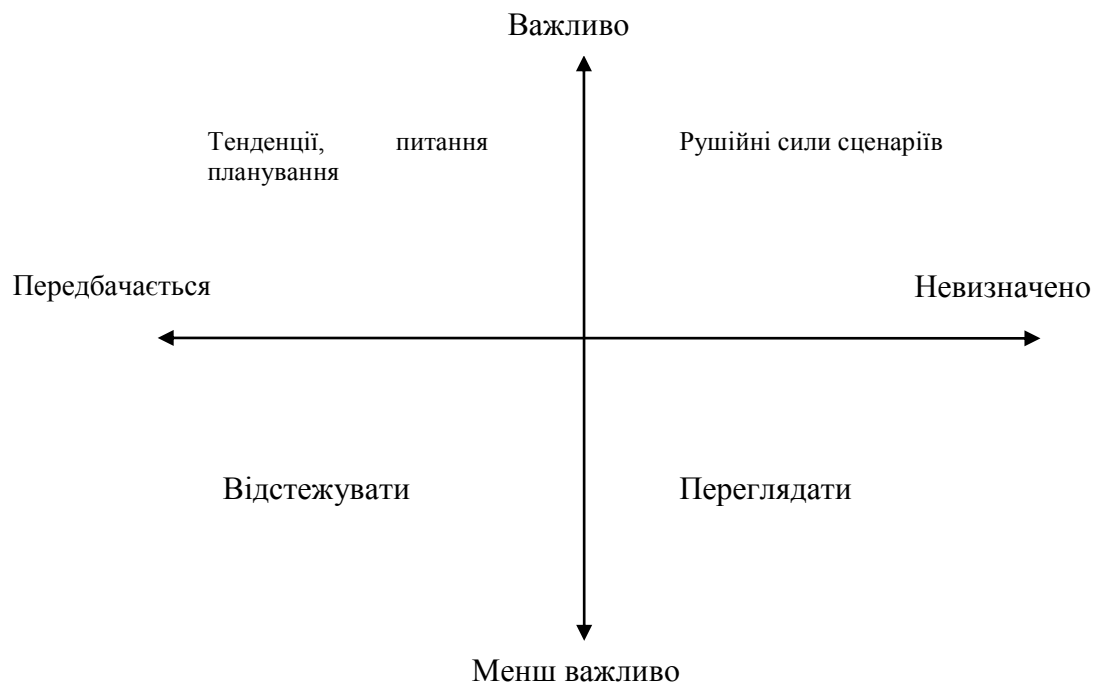 Важливо
Тенденції, питання
планування
Рушійні сили сценаріїв
Передбачається
Невизначено
Відстежувати
Переглядати
Менш важливо